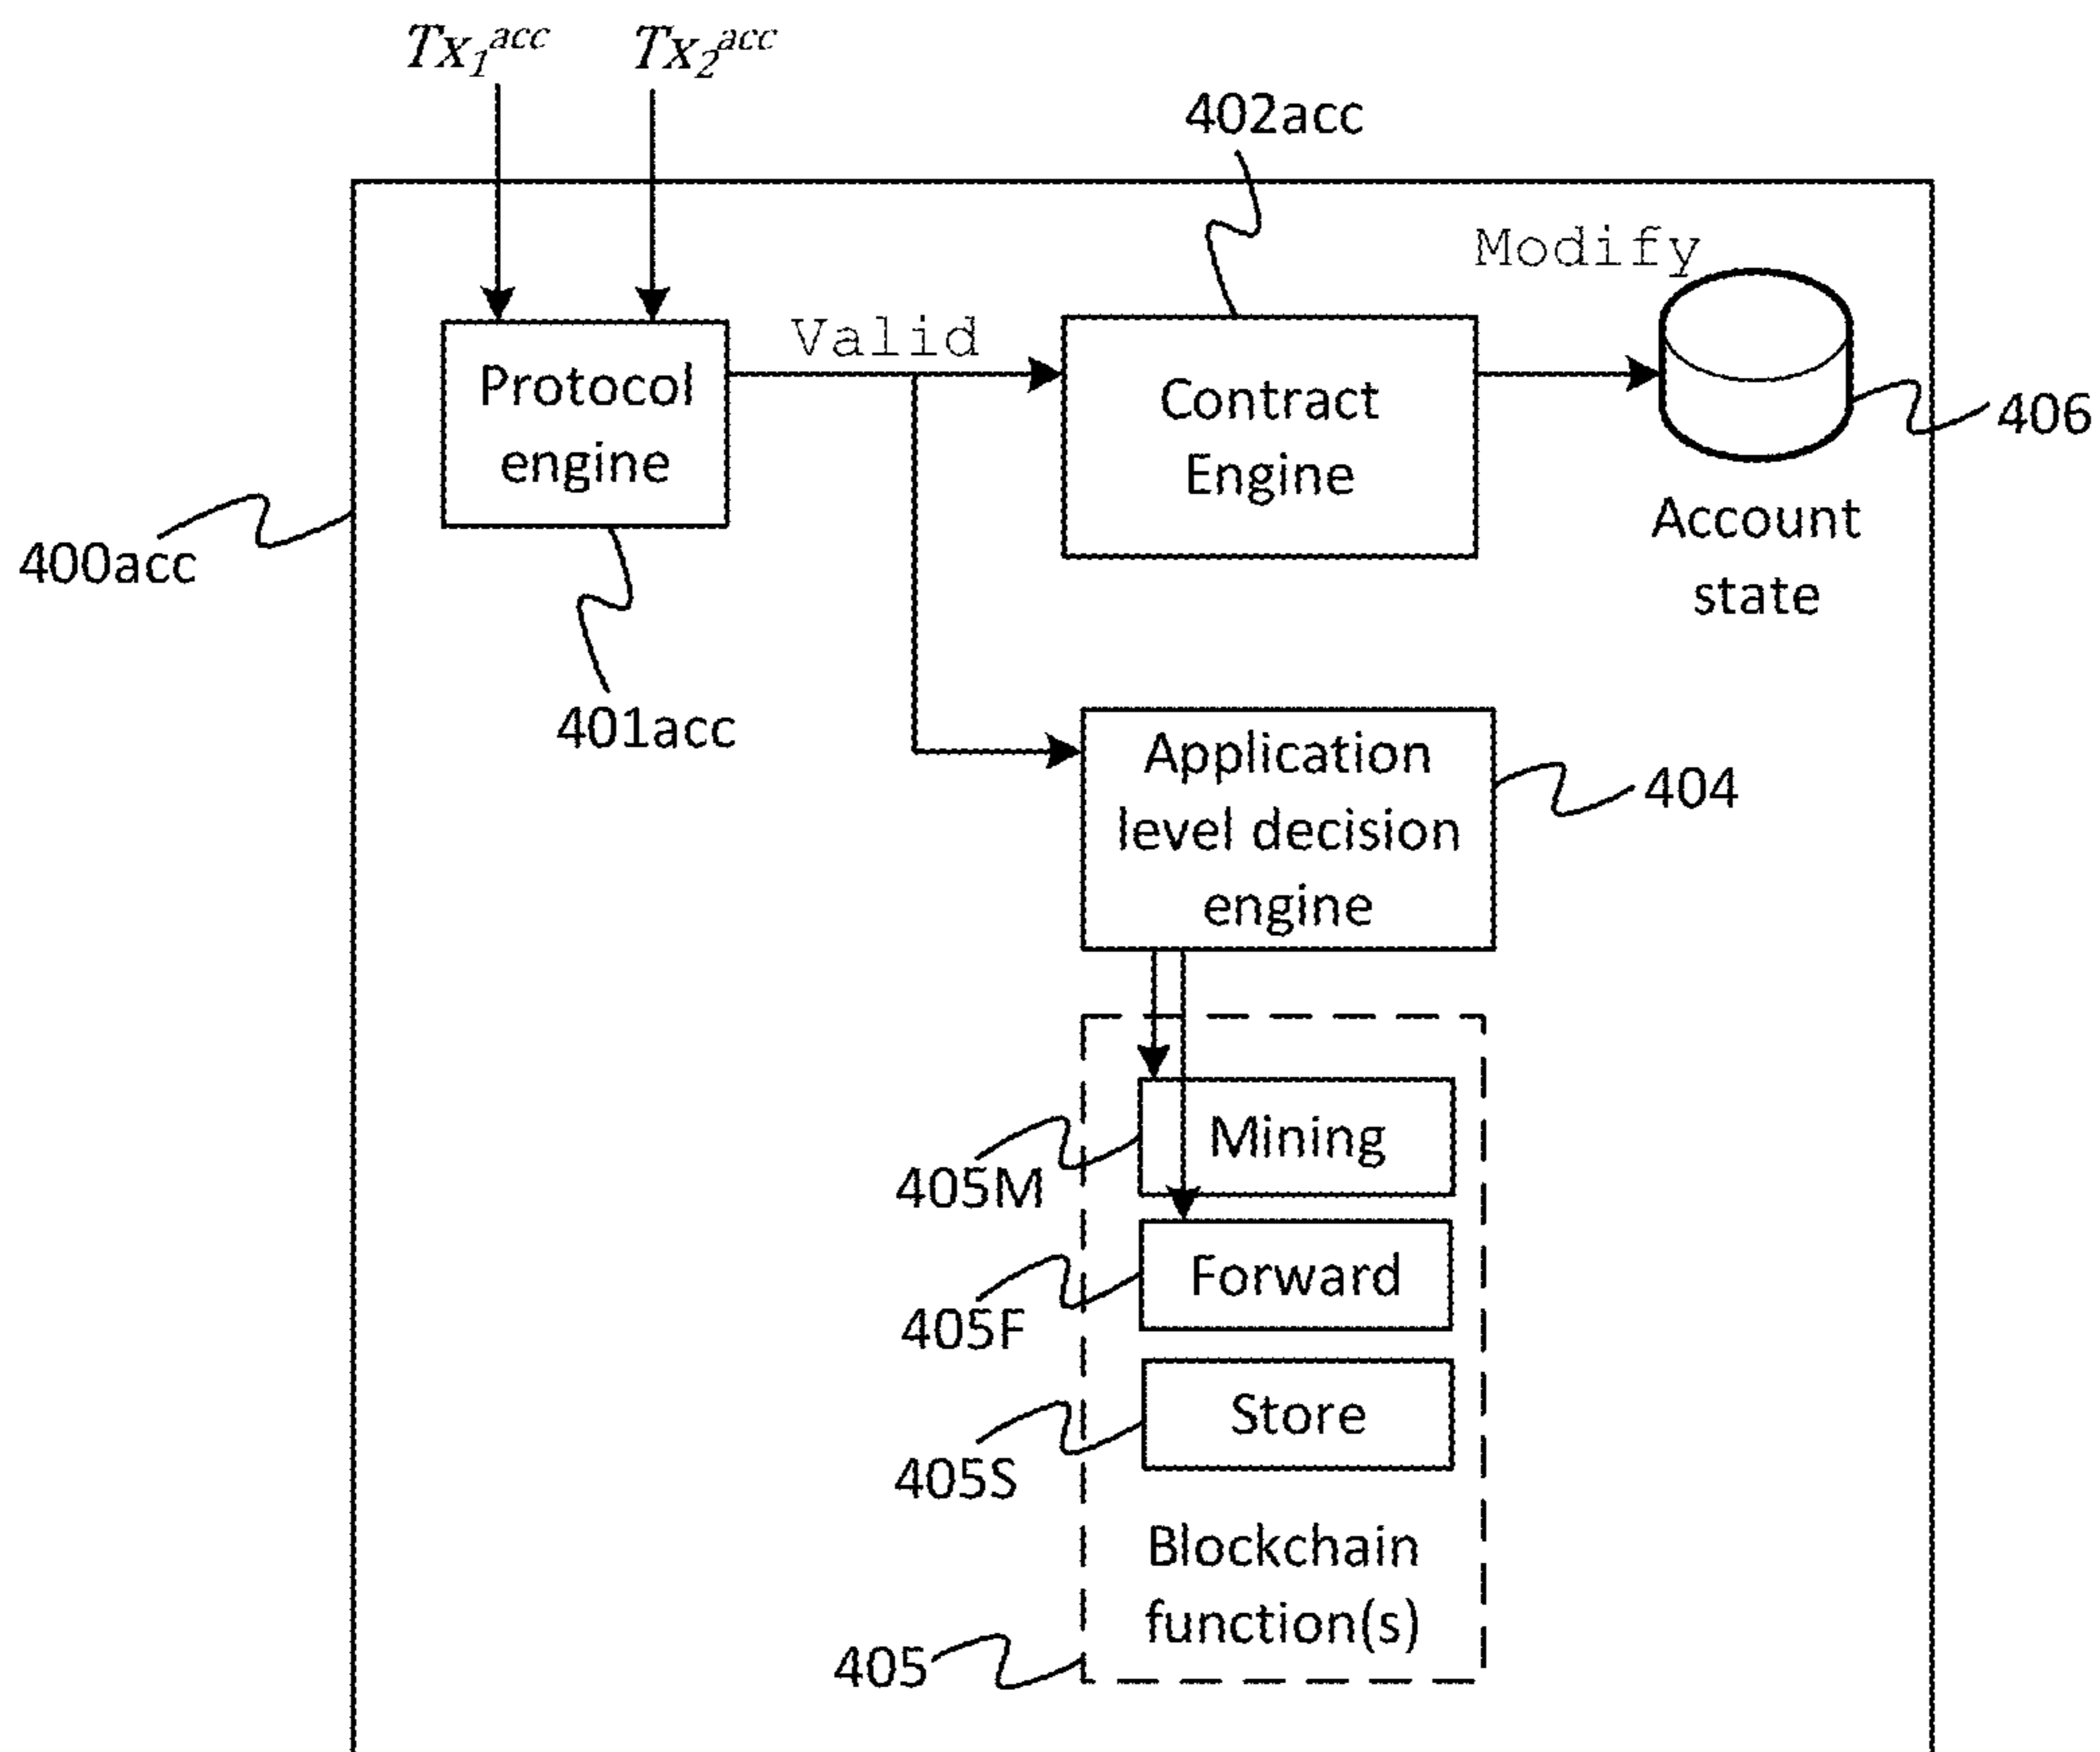 Tx₁ᵃᶜᶜ Tx₂ᵃᶜᶜ
402acc
Modify
Valid
Protocol
engine
Contract
Engine
406
Account
state
400acc
401acc
Application
level decision
engine
404
Mining
405M
Forward
405F
Store
405S
Blockchain
function(s)
405